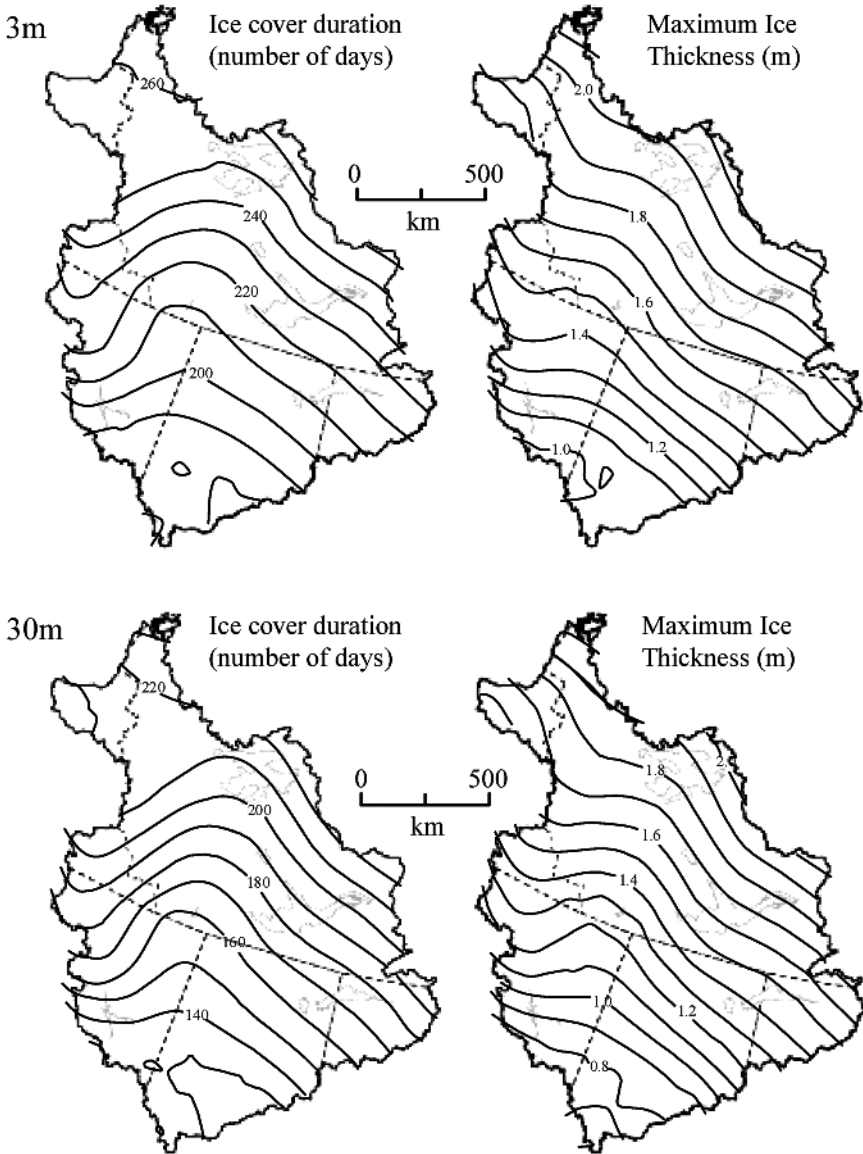 3m
Ice cover duration
(number of days)
Maximum Ice
Thickness (m)
260
2.0
0
500
km
240
1.8
220
1.6
1.4
200
1.2
1.0
30m
Ice cover duration
(number of days)
Maximum Ice
Thickness (m)
220
1.8
2.
0
500
km
200
1.6
180
1.4
160
1.2
1.0
140
0.8